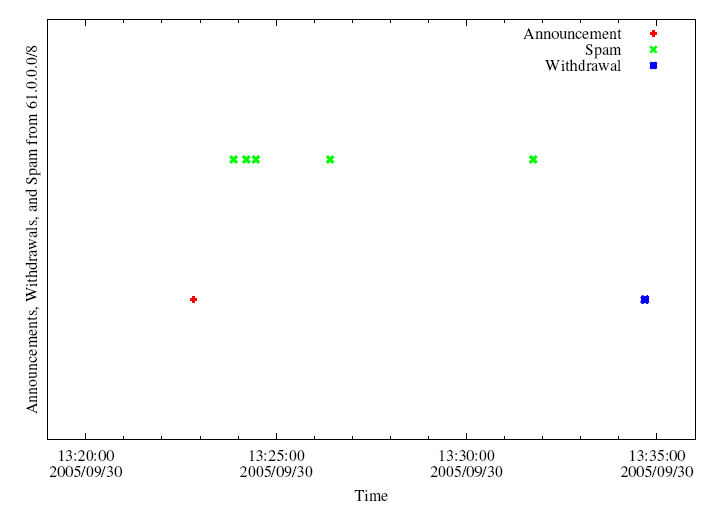 Announcement
Spam
Withdrawal
Announcements, Withdrawals, and Spam from 61.0.0.0/8
13:20:00 13:25:00 13:30:00 13:35:00
2005/09/30 2005/09/30 2005/09/30 2005/09/30
Time